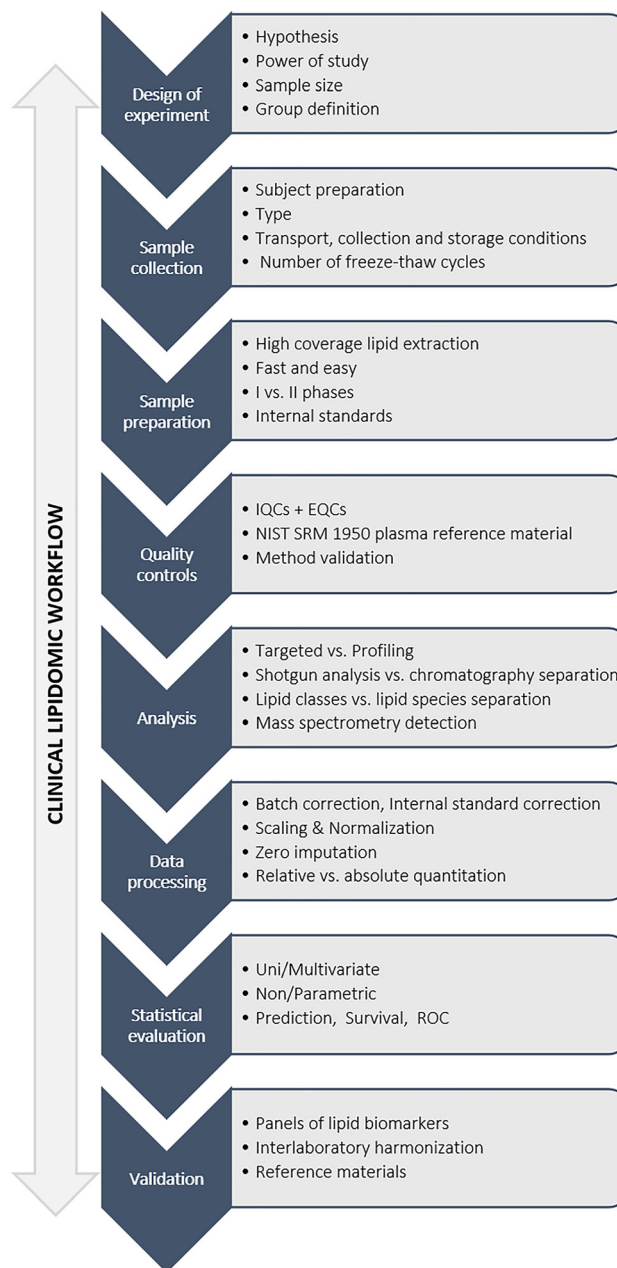 CLINICAL LIPIDOMIC WORKFLOW
Design of
experiment
• Hypothesis
• Power of study
• Sample size
• Group definition
Sample
collection
• Subject preparation
• Type
• Transport, collection and storage conditions
• Number of freeze-thaw cycles
Sample
preparation
• High coverage lipid extraction
• Fast and easy
• I vs. II phases
• Internal standards
Quality
controls
• IQCs + EQCs
• NIST SRM 1950 plasma reference material
• Method validation
Analysis
• Targeted vs. Profiling
• Shotgun analysis vs. chromatography separation
• Lipid classes vs. lipid species separation
• Mass spectrometry detection
Data
processing
• Batch correction, Internal standard correction
• Scaling & Normalization
• Zero imputation
• Relative vs. absolute quantitation
Statistical
evaluation
• Uni/Multivariate
• Non/Parametric
• Prediction, Survival, ROC
Validation
• Panels of lipid biomarkers
• Interlaboratory harmonization
• Reference materials